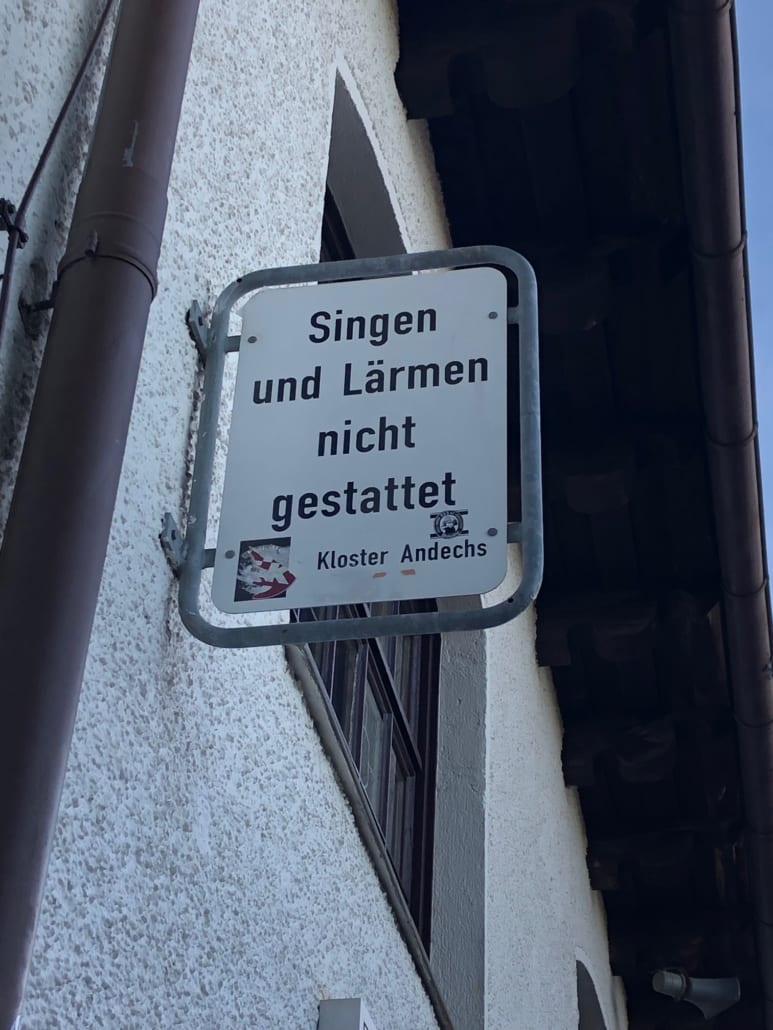 Singen
und Lärmen
nicht
gestattet
Kloster Andechs